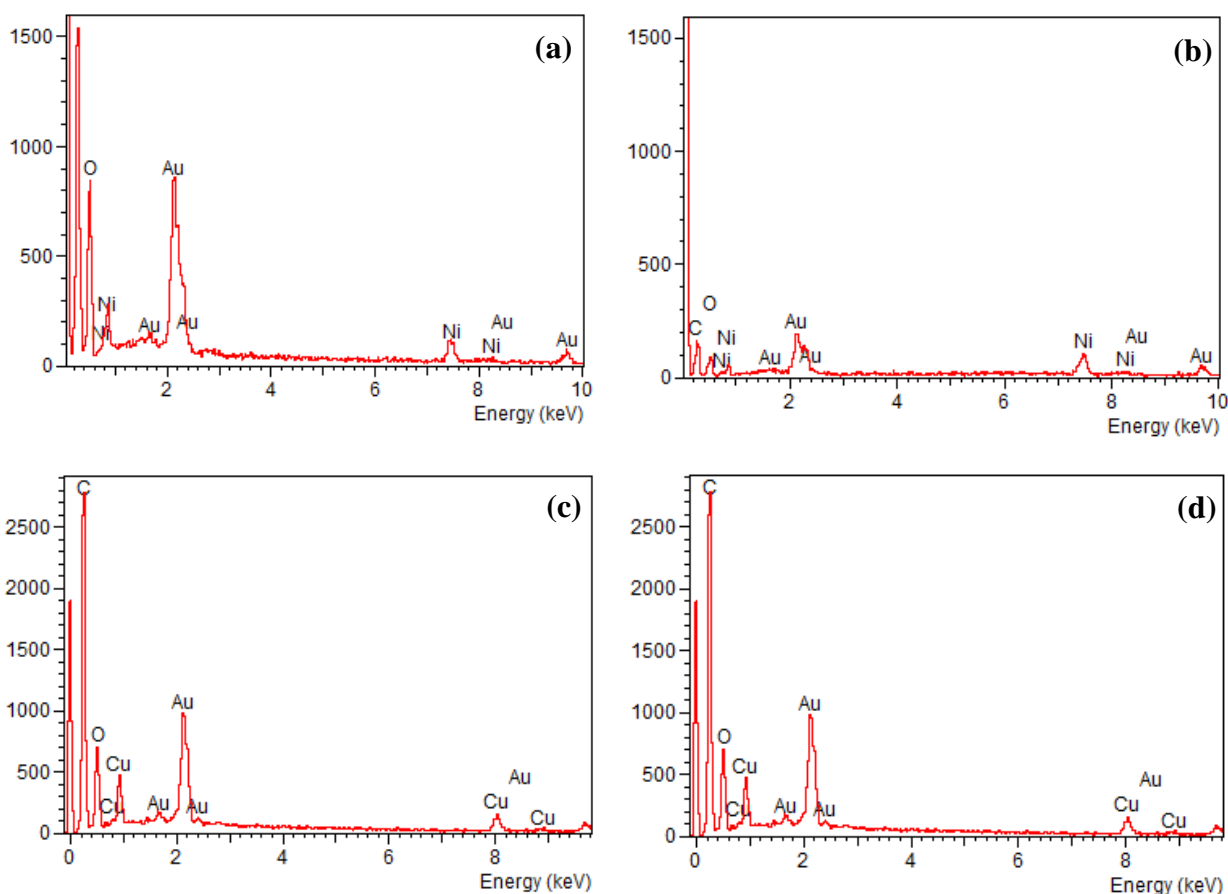 (a)
1500
1000
500
0
O
Au
Ni
Ni
Au
Au
Ni
Ni
Au
Au
2 4 6 8 10
Energy (keV)
(b)
1500
1000
500
0
C
O
Ni
Ni
Au
Au
Au
Ni
Ni
Au
Au
2 4 6 8 10
Energy (keV)
(c)
2500
2000
1500
1000
500
0
C
O
Cu
Cu
Au
Au
Au
Cu
Au
Cu
0 2 4 6 8
Energy (keV)
(d)
2500
2000
1500
1000
500
0
C
O
Cu
Cu
Au
Au
Au
Cu
Au
Cu
0 2 4 6 8
Energy (keV)